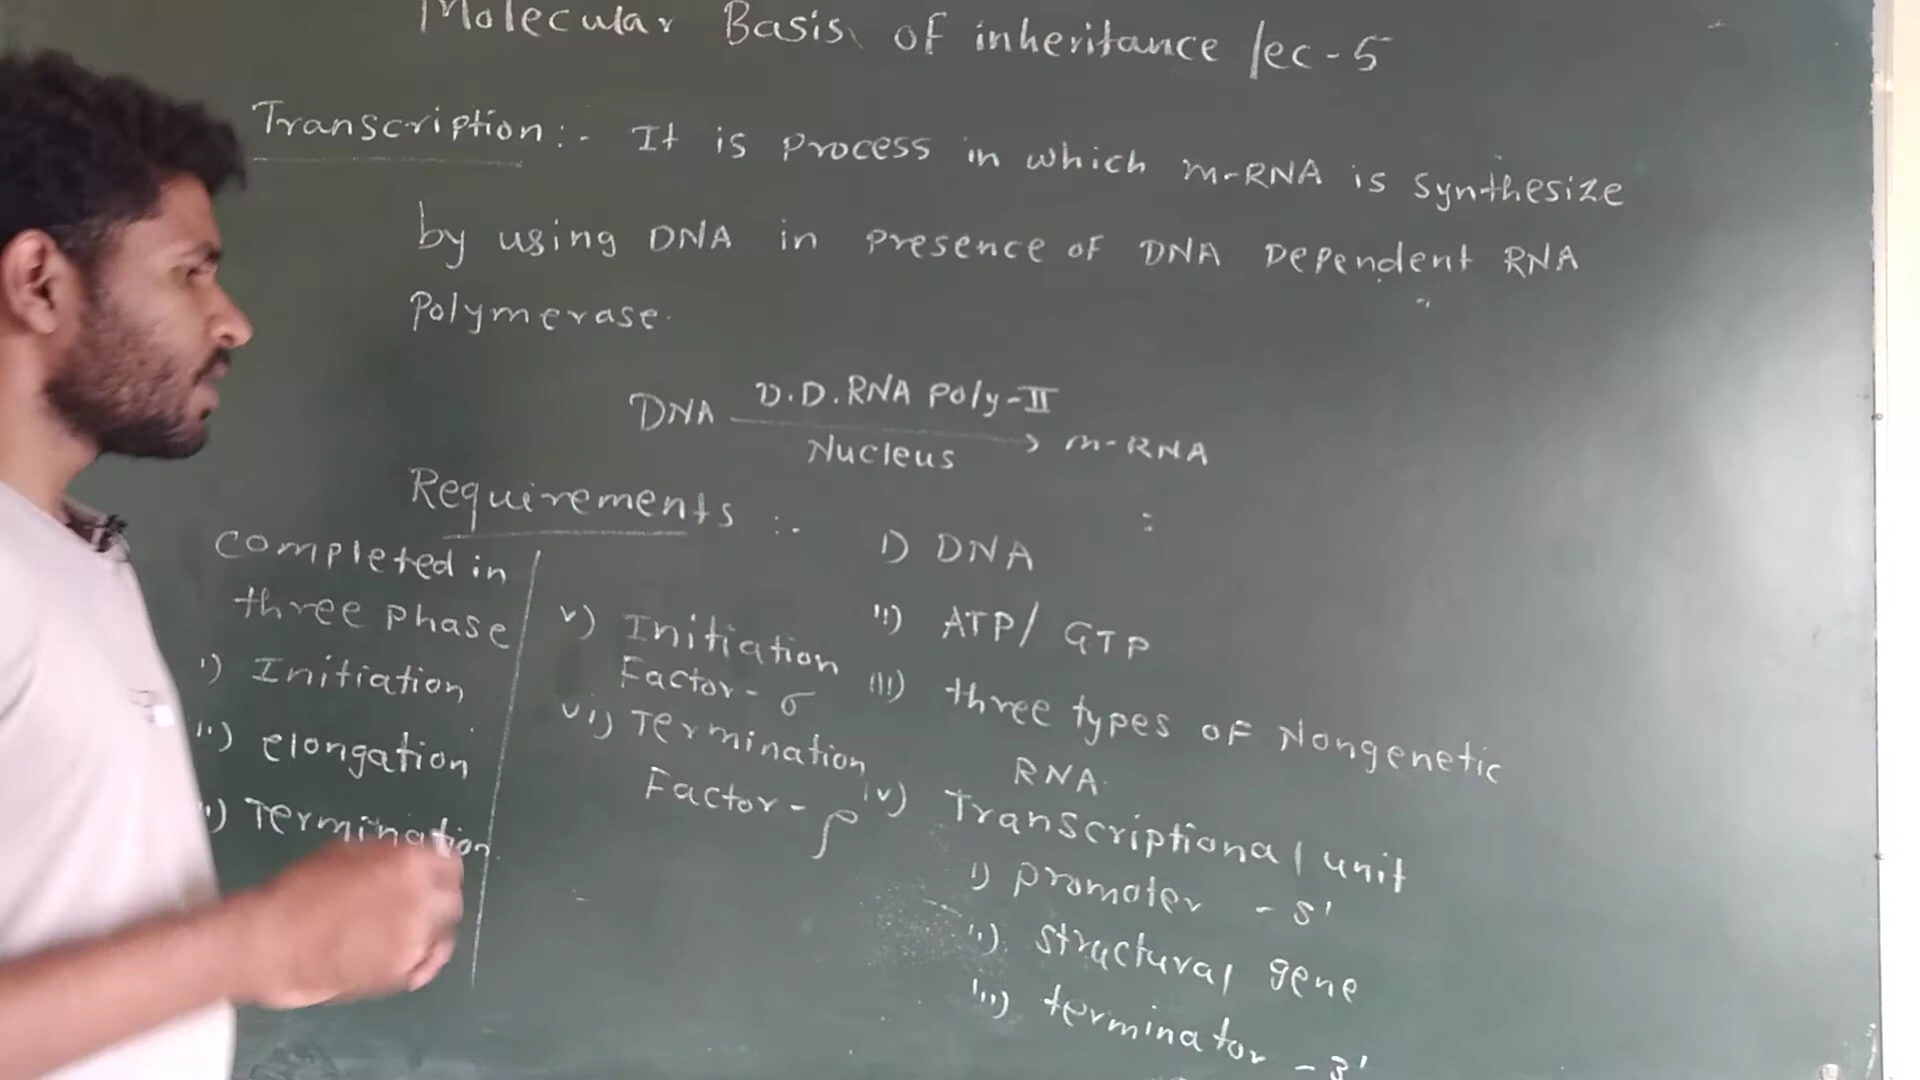 Molecular Basis of inheritance lec-5
Transcription:- It is process in which m-RNA is synthesize
by using DNA in presence of DNA Dependent RNA
Polymerase.
DNA D.D.RNA Poly-II Nucleus → m-RNA
Requirements :-
i) DNA
ii) ATP/ GTP
iii) three types of Nongenetic
RNA.
iv) Transcriptional unit
i) promoter - 5'
ii) structural gene
iii) terminator - 3'
v) Initiation
Factor - σ
vi) Termination
Factor - ρ
completed in
three phase
i) Initiation
ii) elongation
i) Termination